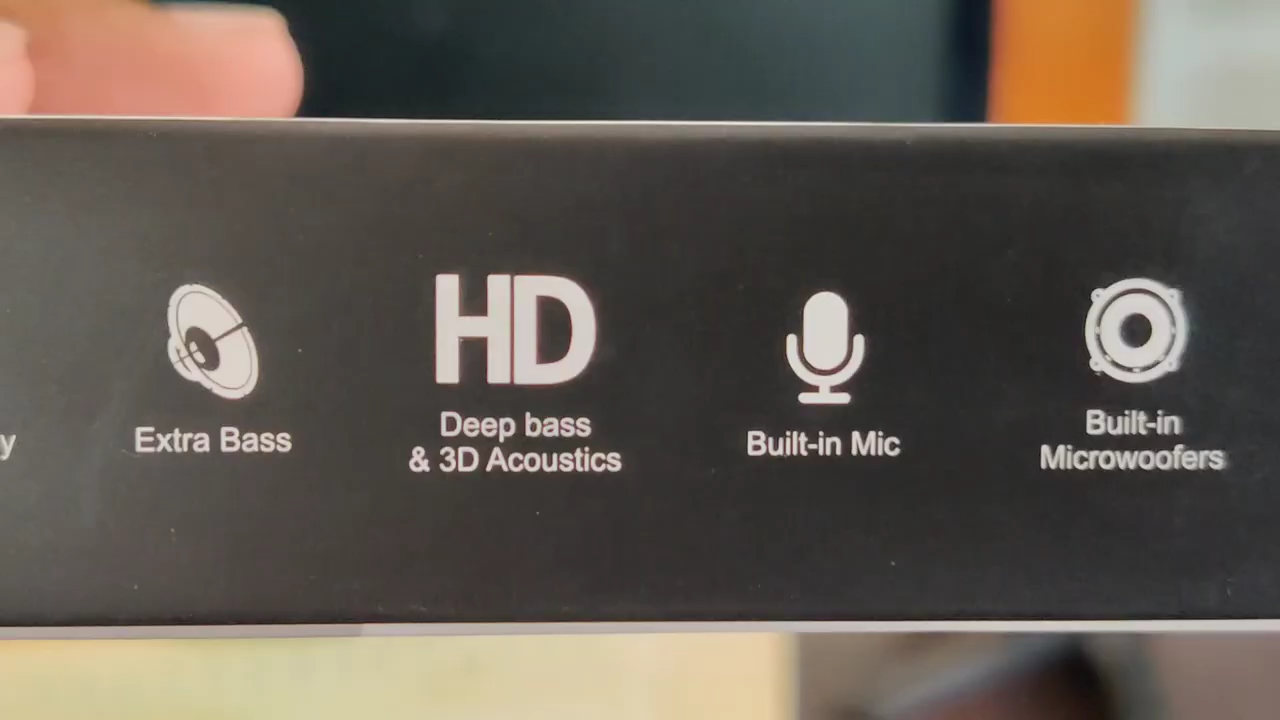 Extra Bass
HD
Deep bass
& 3D Acoustics
Built-in Mic
Built-in
Microwoofers